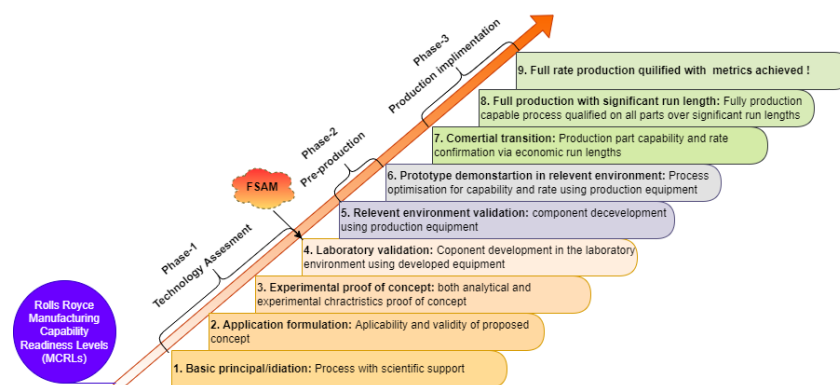 Phase-3
Production implimentation
9. Full rate production quilified with metrics achieved !
8. Full production with significant run length: Fully production
capable process qualified on all parts over significant run lengths
7. Comertial transition: Production part capability and rate
confirmation via economic run lengths
Phase-2
Pre-production
6. Prototype demonstartion in relevent environment: Process
optimisation for capability and rate using production equipment
FSAM
5. Relevent environment validation: component decevelopment
using production equipment
Phase-1
Technology Assesment
4. Laboratory validation: Coponent development in the laboratory
environment using developed equipment
3. Experimental proof of concept: both analytical and
experimental chractristics proof of concept
Rolls Royce
Manufacturing
Capability
Readiness Levels
(MCRLs)
2. Application formulation: Aplicability and validity of proposed
concept
1. Basic principal/idiation: Process with scientific support